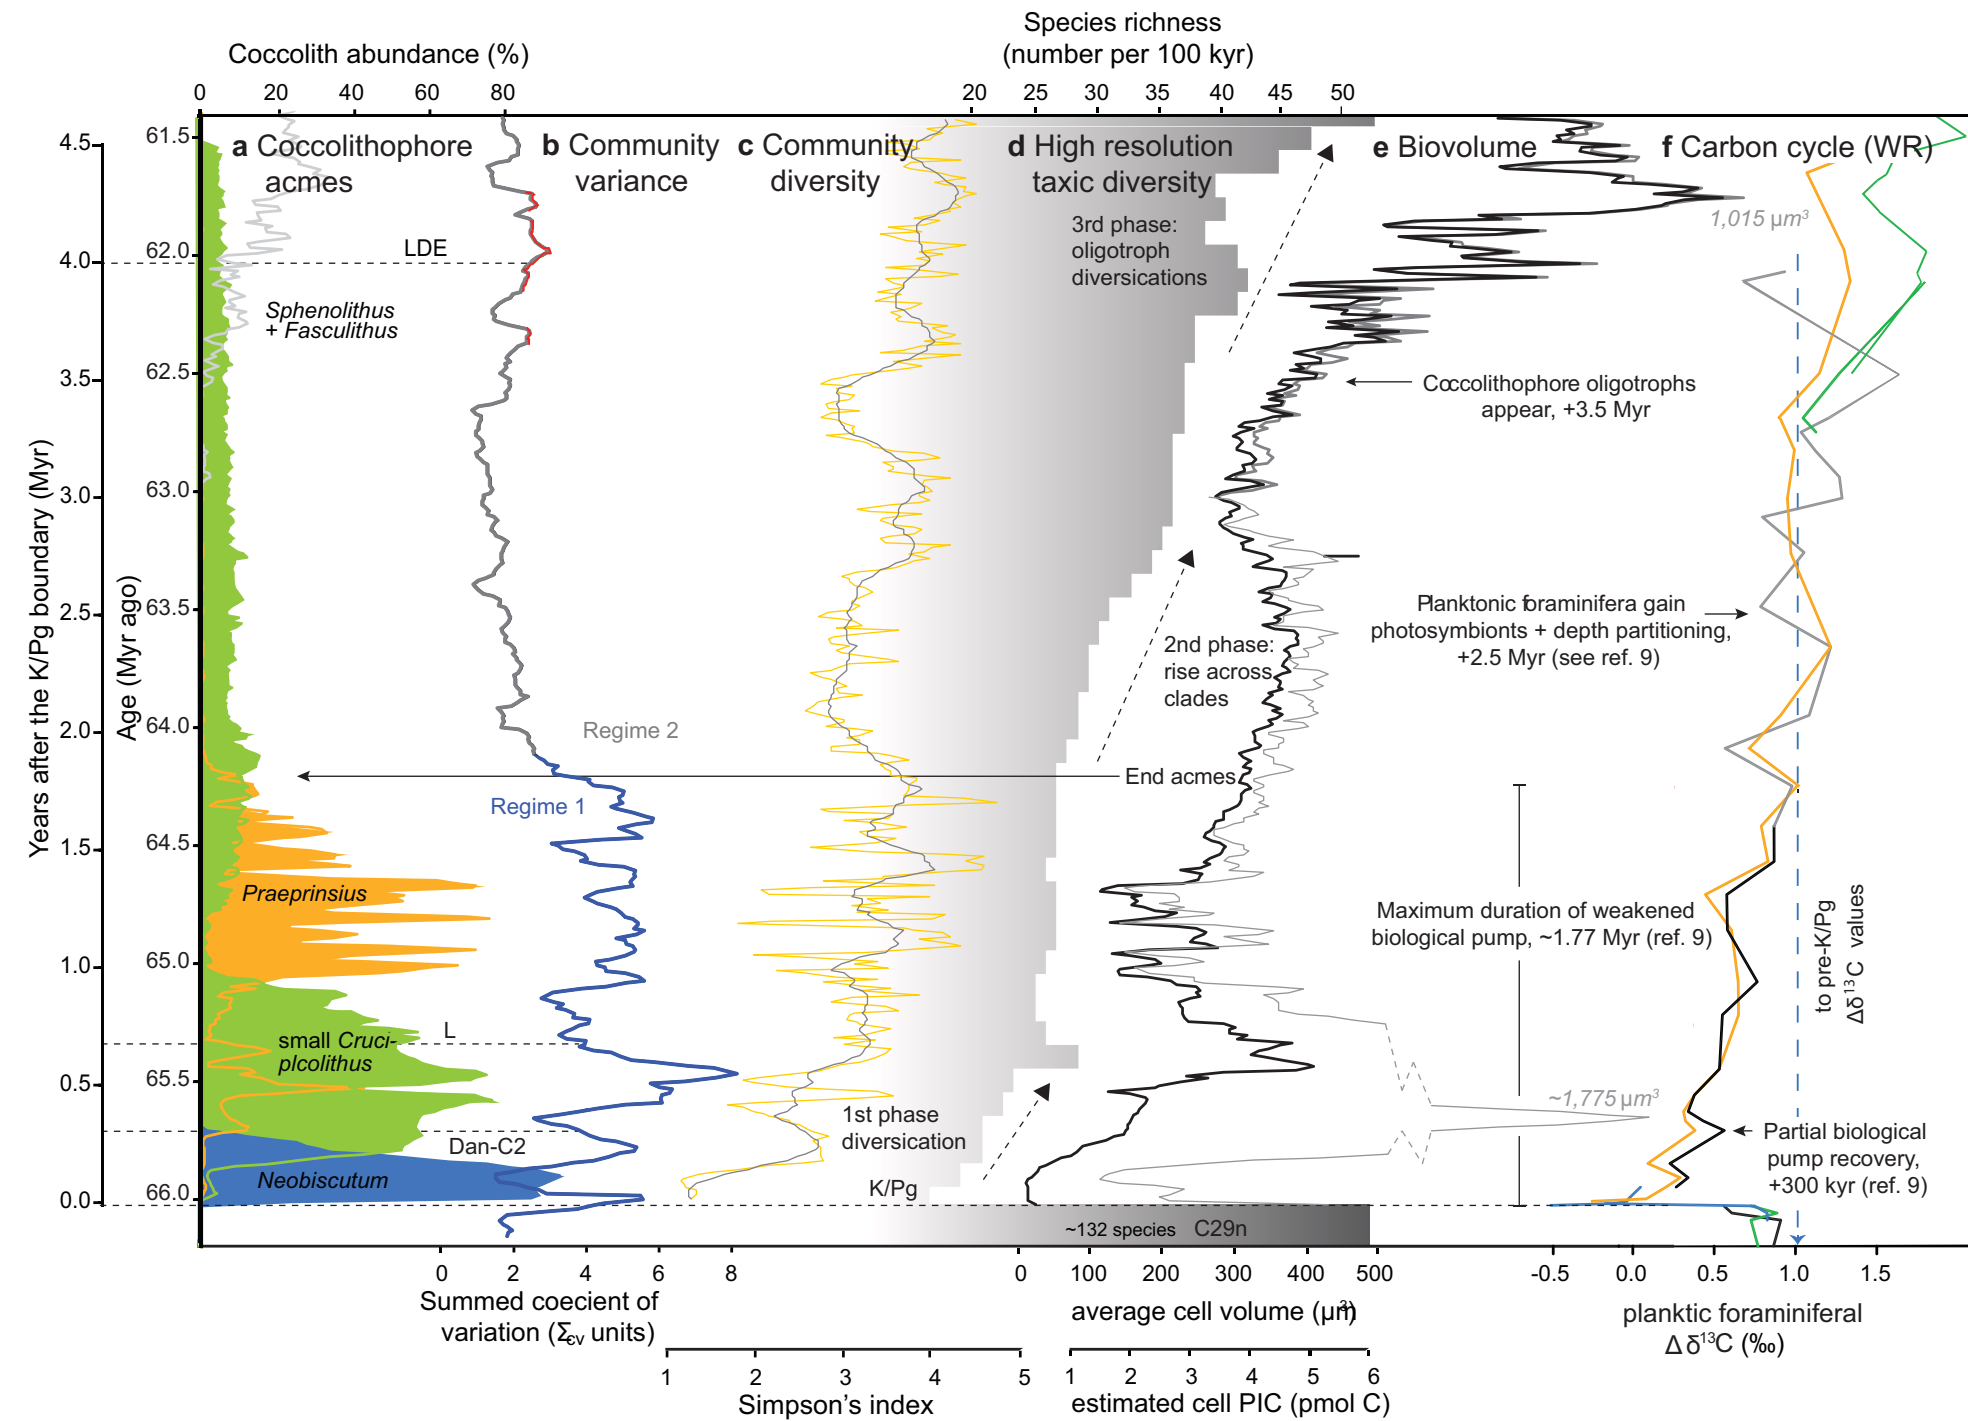 Species richness
(number per 100 kyr)
Coccolith abundance (%)
0 20 40 60 80
20 25 30 35 40 45 50
a Coccolithophore
acmes
b Community
variance
c Community
diversity
d High resolution
taxic diversity
e Biovolume
f Carbon cycle (WR)
Years after the K/Pg boundary (Myr)
4.5
4.0
3.5
3.0
2.5
2.0
1.5
1.0
0.5
0.0
Age (Myr ago)
61.5
62.0
62.5
63.0
63.5
64.0
64.5
65.0
65.5
66.0
LDE
Sphenolithus
+ Fasculithus
3rd phase:
oligotroph
diversications
1,015 μm³
Coccolithophore oligotrophs
appear, +3.5 Myr
Planktonic foraminifera gain
photosymbionts + depth partitioning,
+2.5 Myr (see ref. 9)
2nd phase:
rise across
clades
Regime 2
End acmes
Regime 1
Praeprinsius
Maximum duration of weakened
biological pump, ~1.77 Myr (ref. 9)
to pre-K/Pg
Δδ¹³C values
L
small Cruci-
plcolithus
~1,775 μm³
1st phase
diversication
Dan-C2
Partial biological
pump recovery,
+300 kyr (ref. 9)
Neobiscutum
K/Pg
~132 species C29n
0 2 4 6 8
Summed coecient of
variation (Σcv units)
0 100 200 300 400 500
average cell volume (μm³)
-0.5 0.0 0.5 1.0 1.5
planktic foraminiferal
Δ δ¹³C (‰)
1 2 3 4 5
Simpson's index
1 2 3 4 5 6
estimated cell PIC (pmol C)